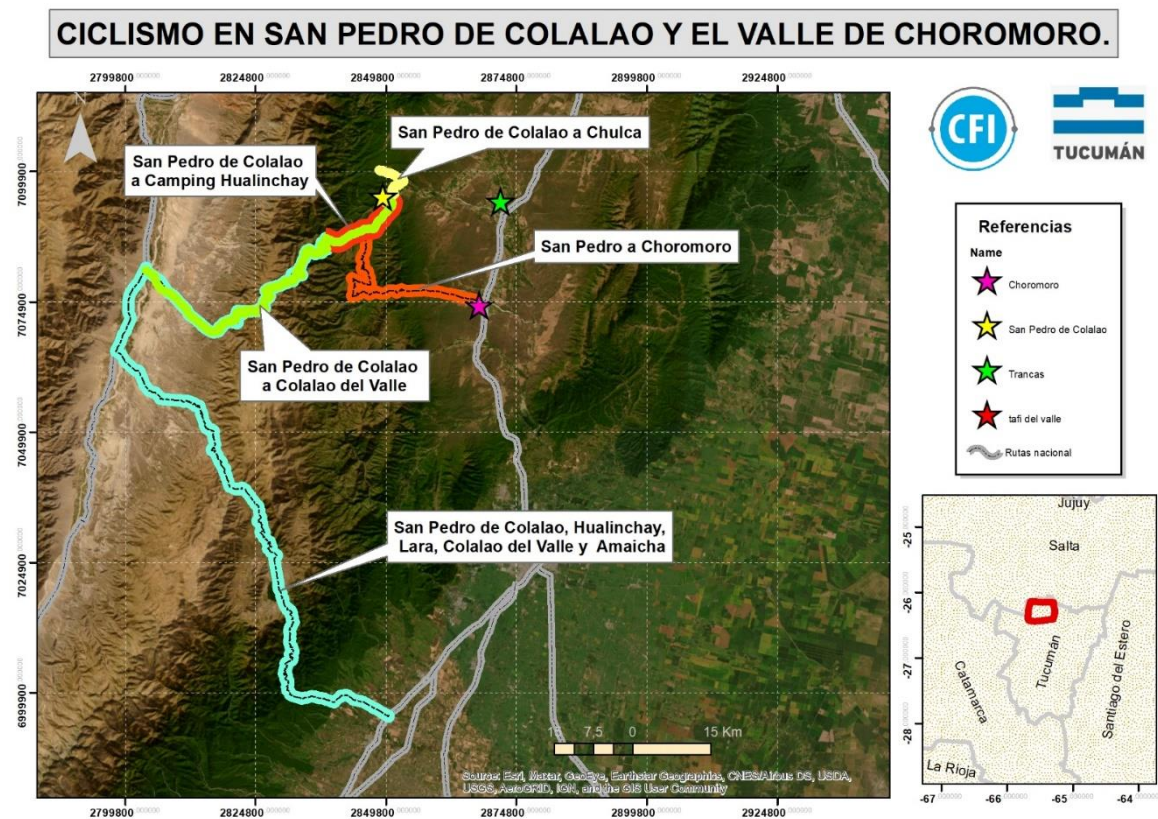 CICLISMO EN SAN PEDRO DE COLALAO Y EL VALLE DE CHOROMORO.
2799800 2824800 2849800 2874800 2899800 2924800
7099900
7074900
7049900
7024900
6999900
N
San Pedro de Colalao a Chulca
San Pedro de Colalao
a Camping Hualinchay
San Pedro a Choromoro
San Pedro de Colalao
a Colalao del Valle
San Pedro de Colalao, Hualinchay,
Lara, Colalao del Valle y Amaicha
15 7,5 0 15 Km
Source: Esri, Maxar, GeoEye, Earthstar Geographics, CNES/Airbus DS, USDA,
USGS, AeroGRID, IGN, and the GIS User Community
2799800 2824800 2849800 2874800 2899800 2924800
CFI
TUCUMÁN
Referencias
Name
Choromoro
San Pedro de Colalao
Trancas
tafi del valle
Rutas nacional
Jujuy
Salta
Tucumán
Catamarca
Santiago del Estero
La Rioja
-25
-26
-27
-28
-67 -66 -65 -64